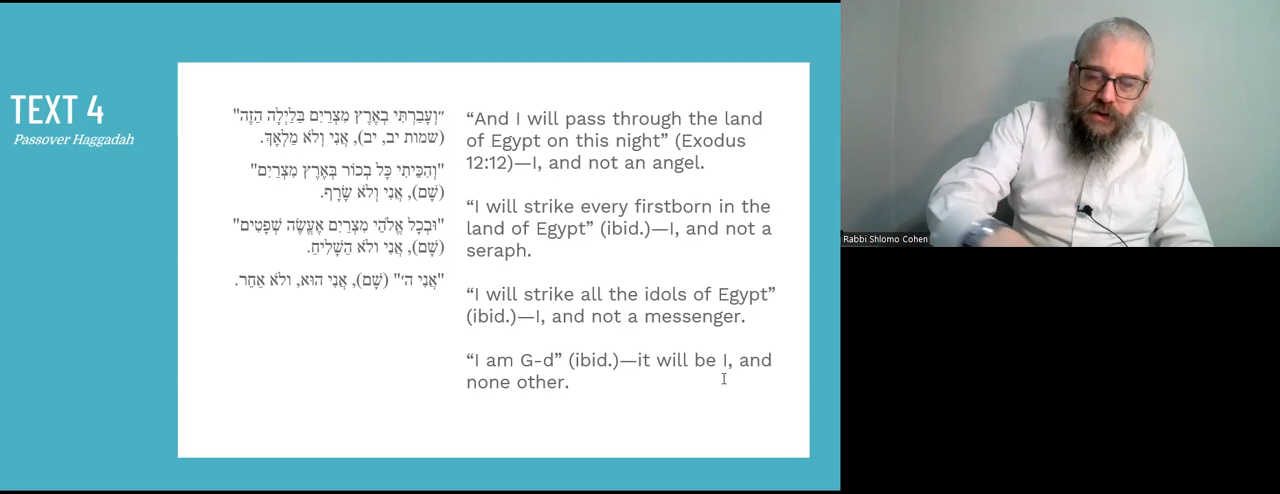 TEXT 4
Passover Haggadah
"וְעָבַרְתִּי בְאֶרֶץ מִצְרַיִם בַּלַּיְלָה הַזֶּה"
(שמות יב, יב), אֲנִי וְלֹא מַלְאָךְ.
"וְהִכֵּיתִי כָּל בְּכוֹר בְּאֶרֶץ מִצְרַיִם"
(שָׁם), אֲנִי וְלֹא שָׂרָף.
"וּבְכָל אֱלֹהֵי מִצְרַיִם אֶעֱשֶׂה שְׁפָטִים"
(שָׁם), אֲנִי ולֹא הַשָּׁלִיחַ.
"אֲנִי ה'" (שָׁם), אֲנִי הוּא, ולֹא אַחֵר.
“And I will pass through the land
of Egypt on this night” (Exodus
12:12)—I, and not an angel.
“I will strike every firstborn in the
land of Egypt” (ibid.)—I, and not a
seraph.
“I will strike all the idols of Egypt”
(ibid.)—I, and not a messenger.
“I am G-d” (ibid.)—it will be I, and
none other.
Rabbi Shlomo Cohen